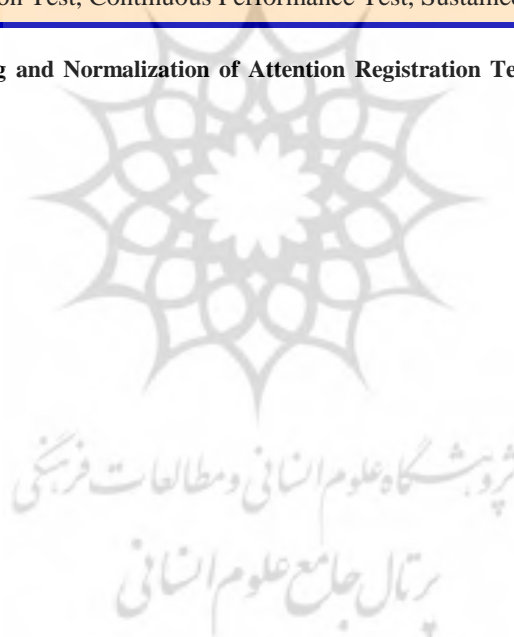 on Test, Continuous Performance Test, Sustained
g and Normalization of Attention Registration Te
پژوهشگاه علوم انسانی و مطالعات فرهنگی
پرتال جامع علوم انسانی